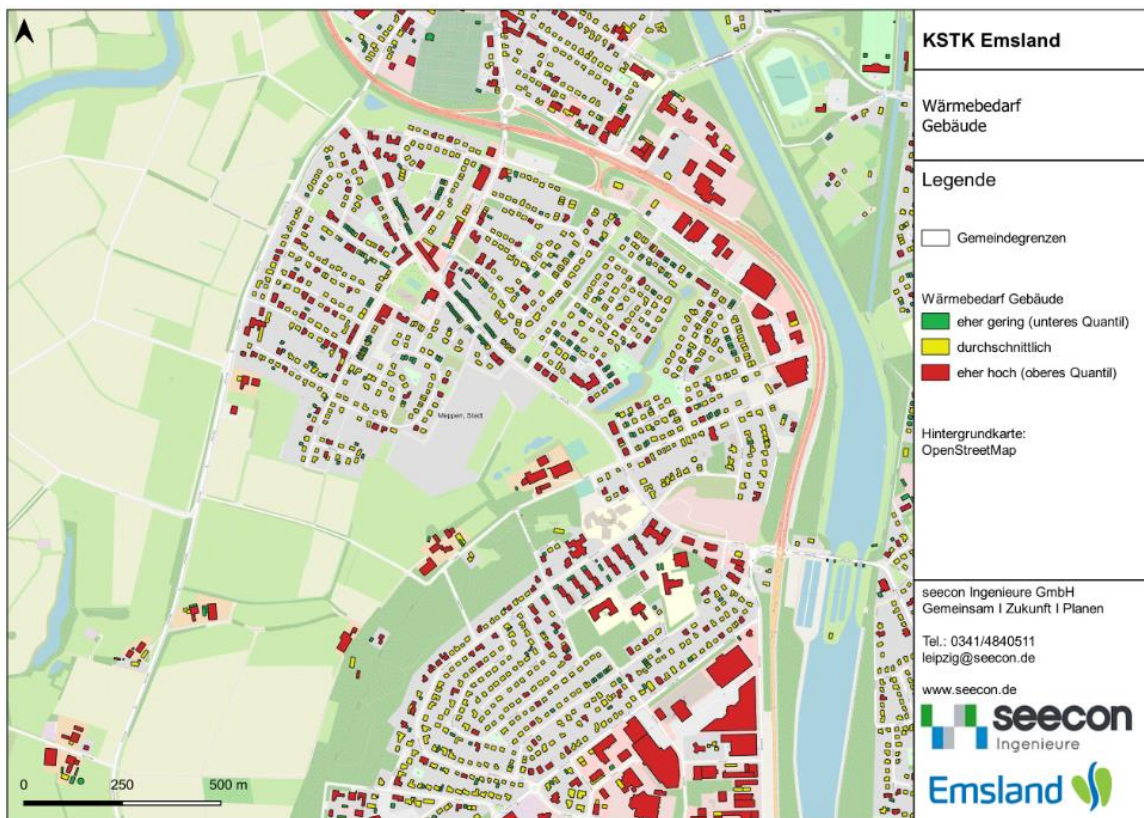 KSTK Emsland
Wärmebedarf
Gebäude
Legende
Gemeindegrenzen
Wärmebedarf Gebäude
eher gering (unteres Quantil)
durchschnittlich
eher hoch (oberes Quantil)
Hintergrundkarte:
OpenStreetMap
Meppen, Stadt
0 250 500 m
seecon Ingenieure GmbH
Gemeinsam I Zukunft I Planen
Tel.: 0341/4840511
leipzig@seecon.de
www.seecon.de
seecon
Ingenieure
Emsland